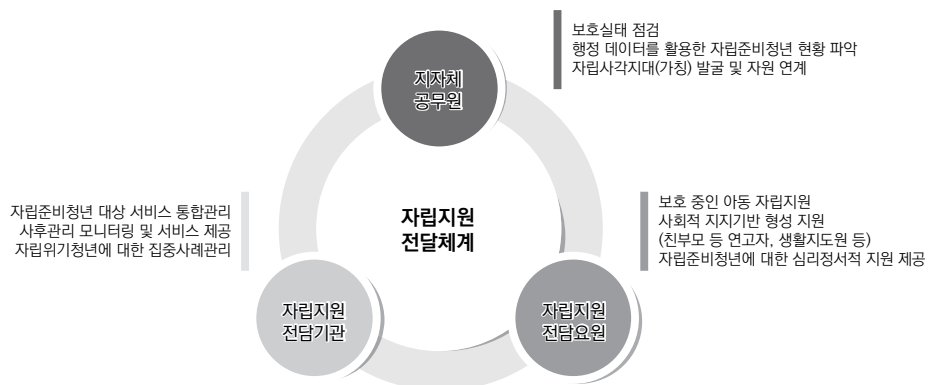 보호실태 점검
행정 데이터를 활용한 자립준비청년 현황 파악
자립사각지대(가칭) 발굴 및 자원 연계
지자체
공무원
자립준비청년 대상 서비스 통합관리
사후관리 모니터링 및 서비스 제공
자립위기청년에 대한 집중사례관리
자립지원
전달체계
보호 중인 아동 자립지원
사회적 지지기반 형성 지원
(친부모 등 연고자, 생활지도원 등)
자립준비청년에 대한 심리정서적 지원 제공
자립지원
전담기관
자립지원
전담요원